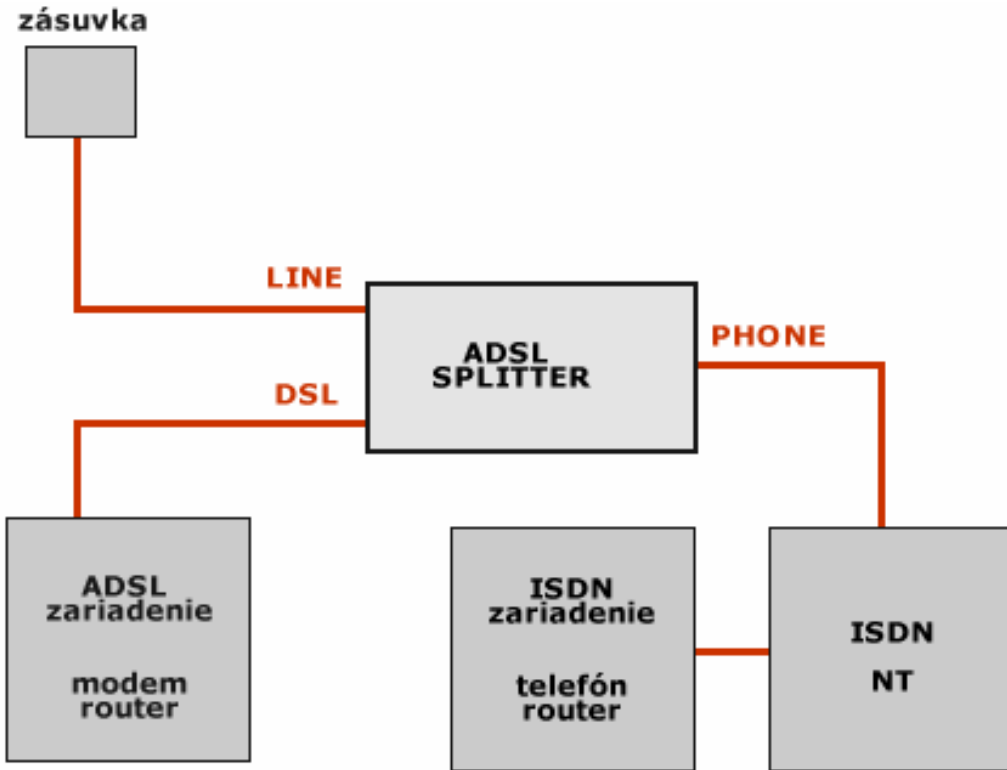 zásuvka
LINE
ADSL
SPLITTER
PHONE
DSL
ADSL
zariadenie
modem
router
ISDN
zariadenie
telefón
router
ISDN
NT